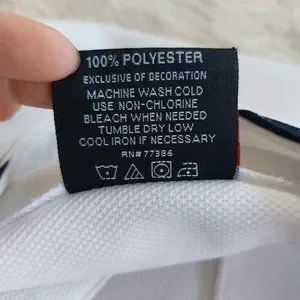 100% POLYESTER
EXCLUSIVE OF DECORATION
MACHINE WASH COLD
USE NON-CHLORINE
BLEACH WHEN NEEDED
TUMBLE DRY LOW
COOL IRON IF NECESSARY
RN# 77386